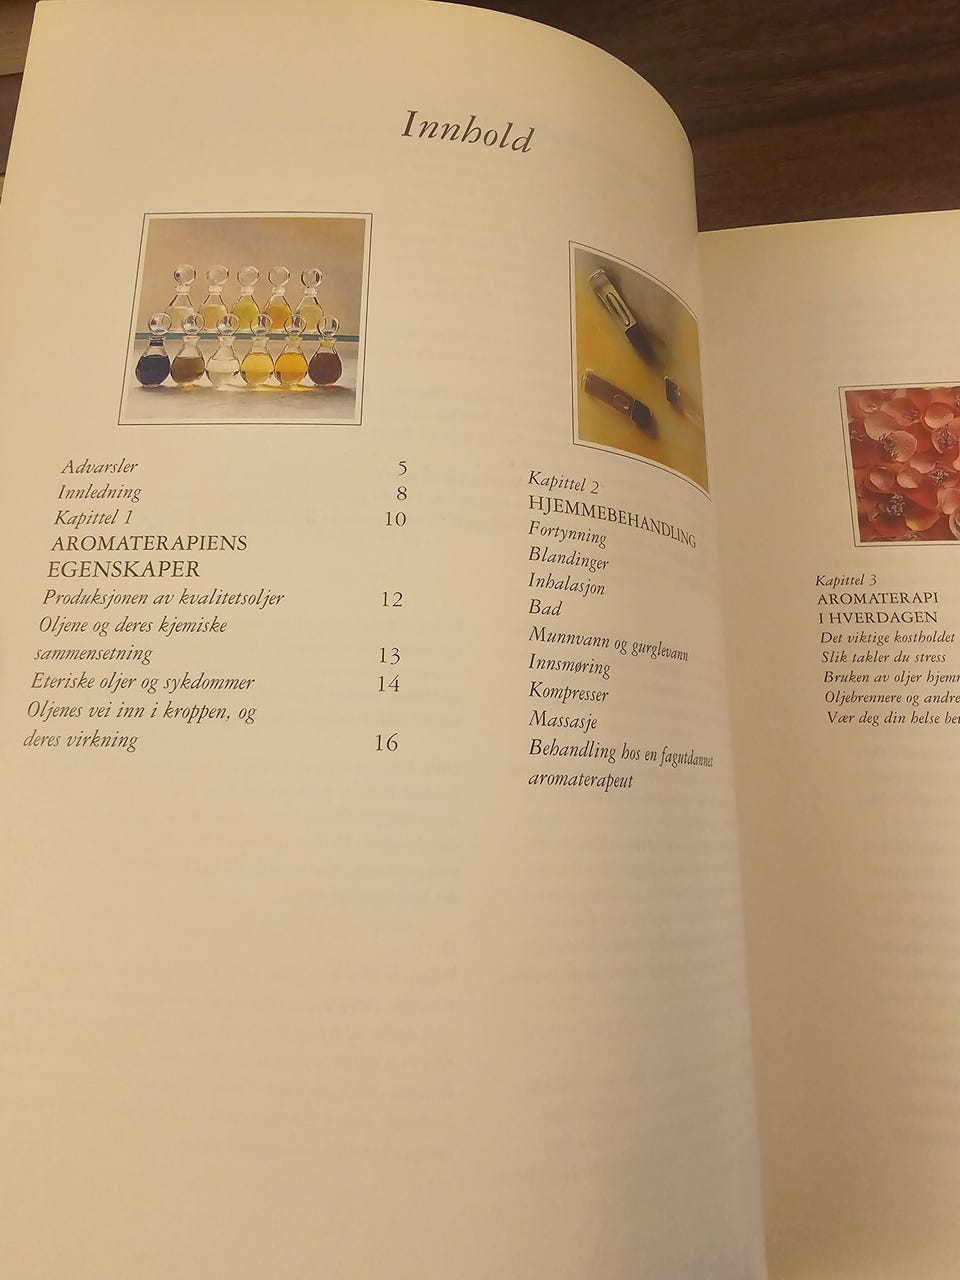 Innhold
Advarsler 5
Innledning 8
Kapittel 1 10
AROMATERAPIENS
EGENSKAPER
Produksjonen av kvalitetsoljer 12
Oljene og deres kjemiske
sammensetning 13
Eteriske oljer og sykdommer 14
Oljenes vei inn i kroppen, og
deres virkning 16
Kapittel 2
HJEMMEBEHANDLING
Fortynning
Blandinger
Inhalasjon
Bad
Munnvann og gurglevann
Innsmøring
Kompresser
Massasje
Behandling hos en fagutdannet
aromaterapeut
Kapittel 3
AROMATERAPI
I HVERDAGEN
Det viktige kostholdet
Slik takler du stress
Bruken av oljer
Oljebrennere og andre
Vær deg din helse